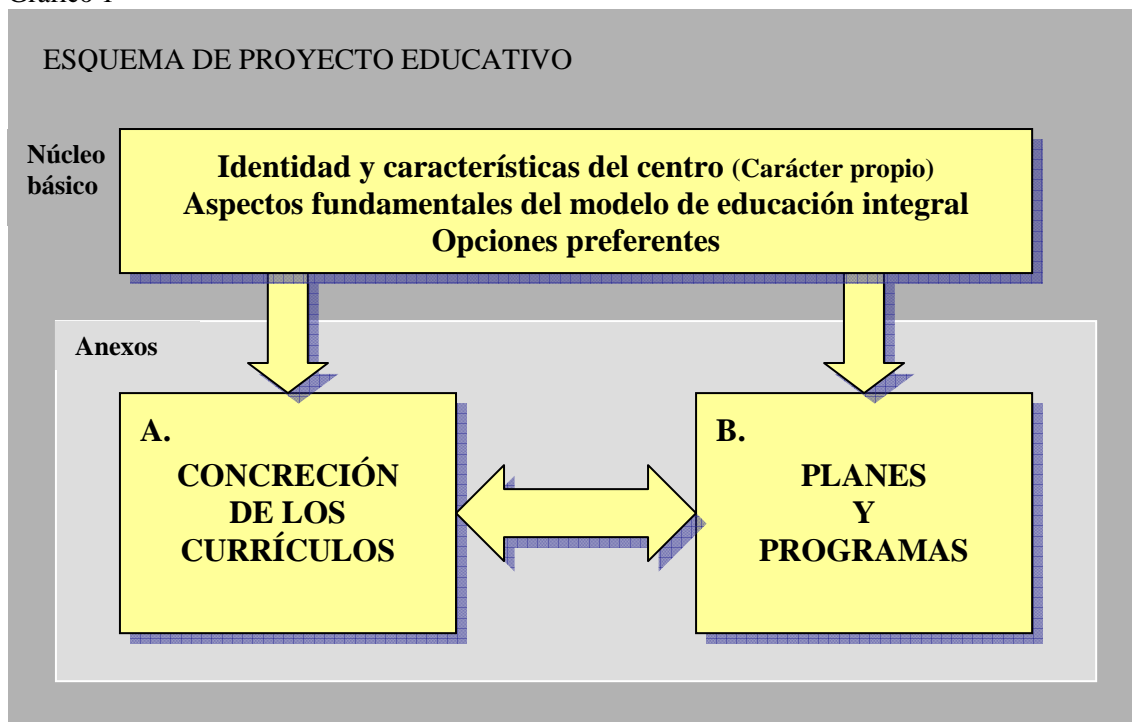 ESQUEMA DE PROYECTO EDUCATIVO
Núcleo
básico
Identidad y características del centro (Carácter propio)
Aspectos fundamentales del modelo de educación integral
Opciones preferentes
Anexos
A.
CONCRECIÓN
DE LOS
CURRÍCULOS
B.
PLANES
Y
PROGRAMAS